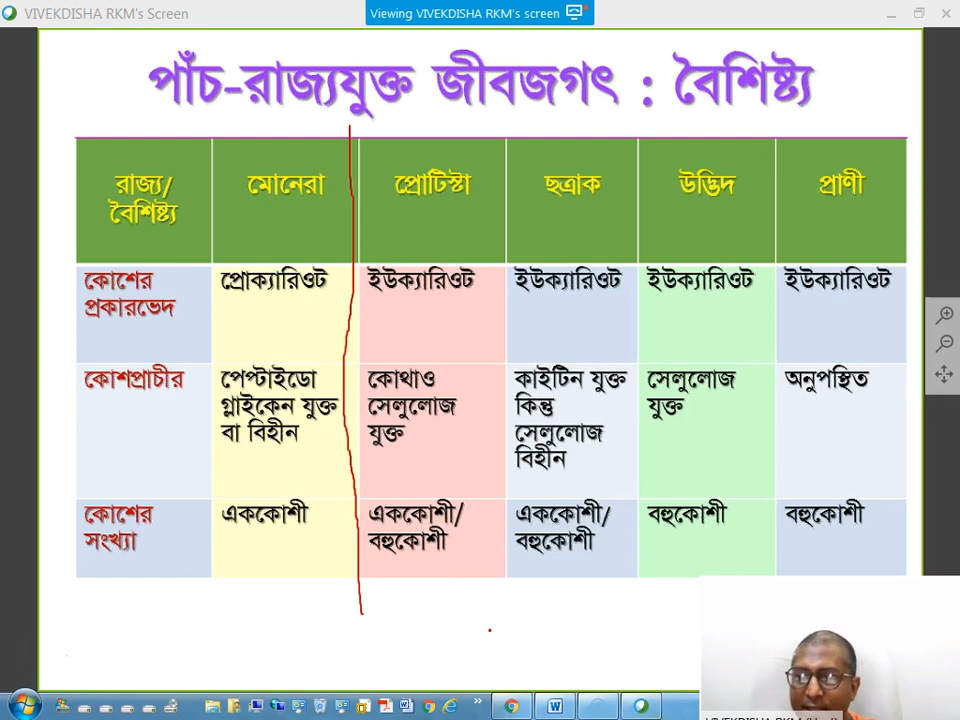 VIVEKDISHA RKM's Screen
Viewing VIVEKDISHA RKM's screen
পাঁচ-রাজ্যযুক্ত জীবজগৎ : বৈশিষ্ট্য
রাজ্য/
বৈশিষ্ট্য
মোনেরা
প্রোটিস্টা
ছত্রাক
উদ্ভিদ
প্রাণী
কোশের
প্রকারভেদ
প্রোক্যারিওট
ইউক্যারিওট
ইউক্যারিওট
ইউক্যারিওট
ইউক্যারিওট
কোশপ্রাচীর
পেপ্টাইডো
গ্লাইকেন যুক্ত
বা বিহীন
কোথাও
সেলুলোজ
যুক্ত
কাইটিন যুক্ত
কিন্তু
সেলুলোজ
বিহীন
সেলুলোজ
যুক্ত
অনুপস্থিত
কোশের
সংখ্যা
এককোশী
এককোশী/
বহুকোশী
এককোশী/
বহুকোশী
বহুকোশী
বহুকোশী